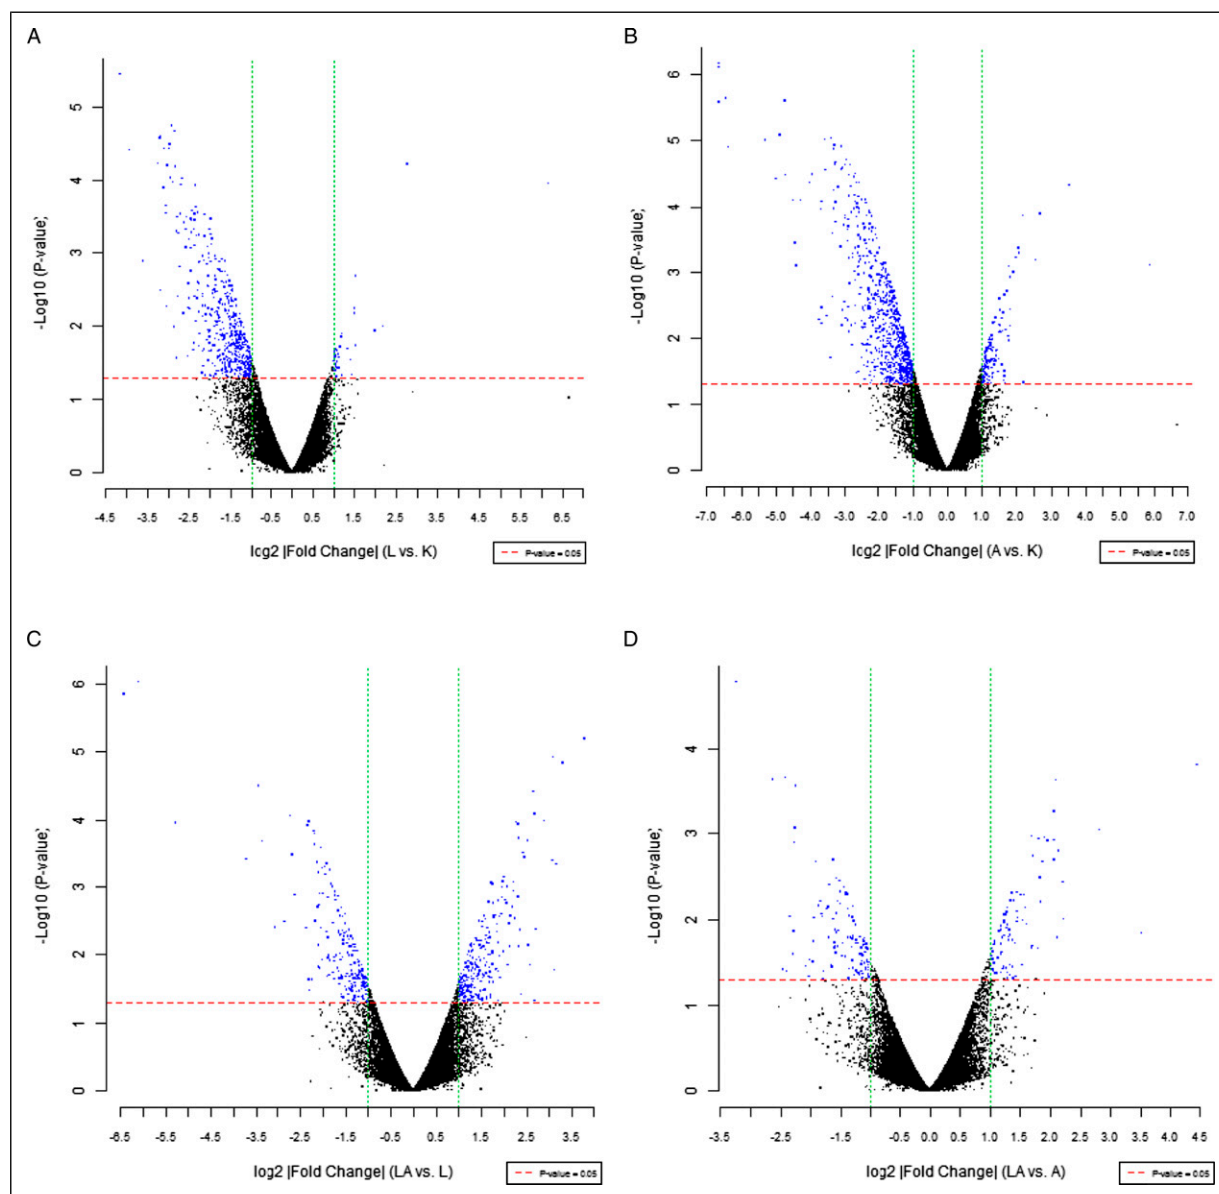 A
-Log10 (P-value)
5
4
3
2
1
0
-4.5 -2.5 -1.5 -0.5 0.5 1.5 2.5 3.5 4.5 5.5 6.5
lcg2 |Fold Change| (L vs. K)
P-value = 0.05
B
-Log10 (P-value)
6
5
4
3
2
1
0
-7.0 -6.0 -5.0 -4.0 -3.0 -2.0 -1.0 0.0 1.0 2.0 3.0 4.0 5.0 6.0 7.0
lcg2 |Fold Change| (A vs. K)
P-value = 0.05
C
-Log10 (P-value)
6
5
4
3
2
1
0
-6.5 -5.5 -4.5 -3.5 -2.5 -1.5 -0.5 0.5 1.5 2.5 3.5
log2 |Fold Change| (LA vs. L)
P-value = 0.05
D
-Log10 (P-value)
4
3
2
1
0
-3.5 -2.5 -1.5 -1.0 -0.5 0.0 0.5 1.0 1.5 2.0 2.5 3.0 3.5 4.0 4.5
log2 |Fold Change| (LA vs. A)
P-value = 0.05